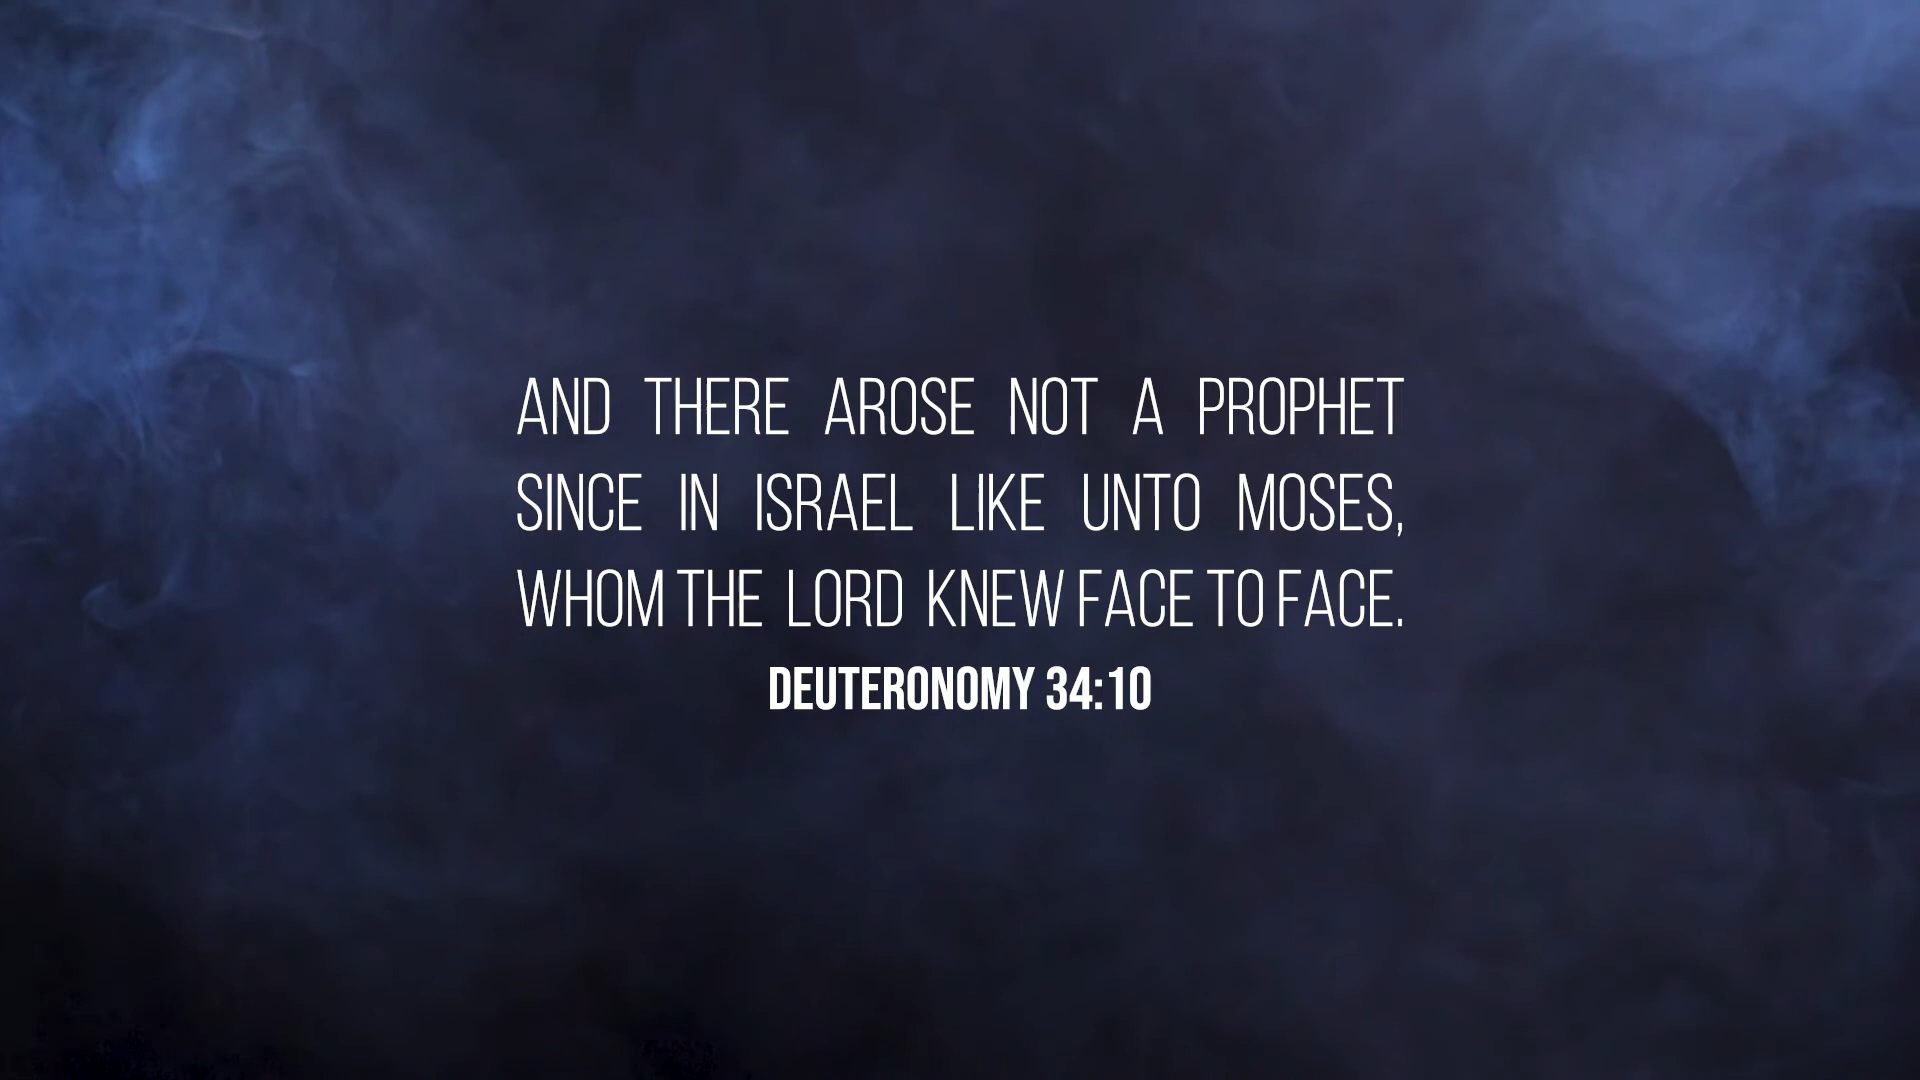 AND THERE AROSE NOT A PROPHET
SINCE IN ISRAEL LIKE UNTO MOSES,
WHOM THE LORD KNEW FACE TO FACE.
DEUTERONOMY 34:10